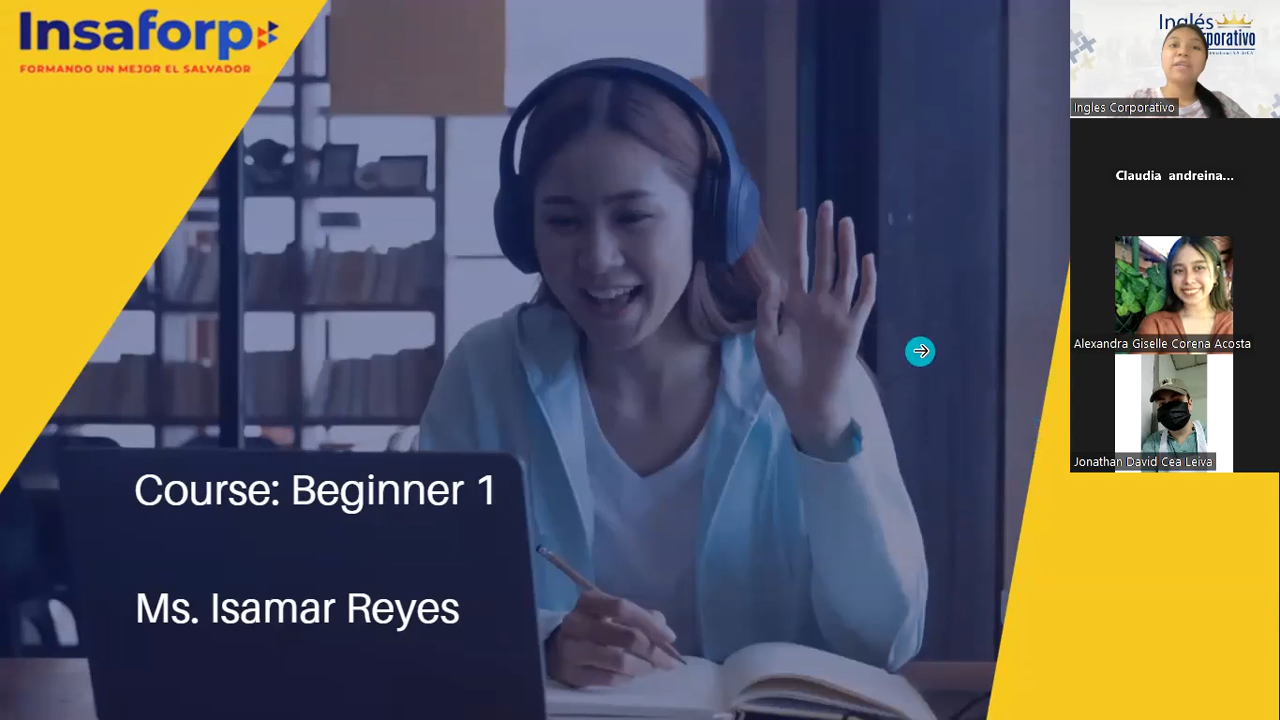 Insaforp
FORMANDO UN MEJOR EL SALVADOR
Course: Beginner 1
Ms. Isamar Reyes
Inglés
Ingles Corporativo
Claudia andreina...
Alexandra Giselle Corena Acosta
Jonathan David Cea Leiva